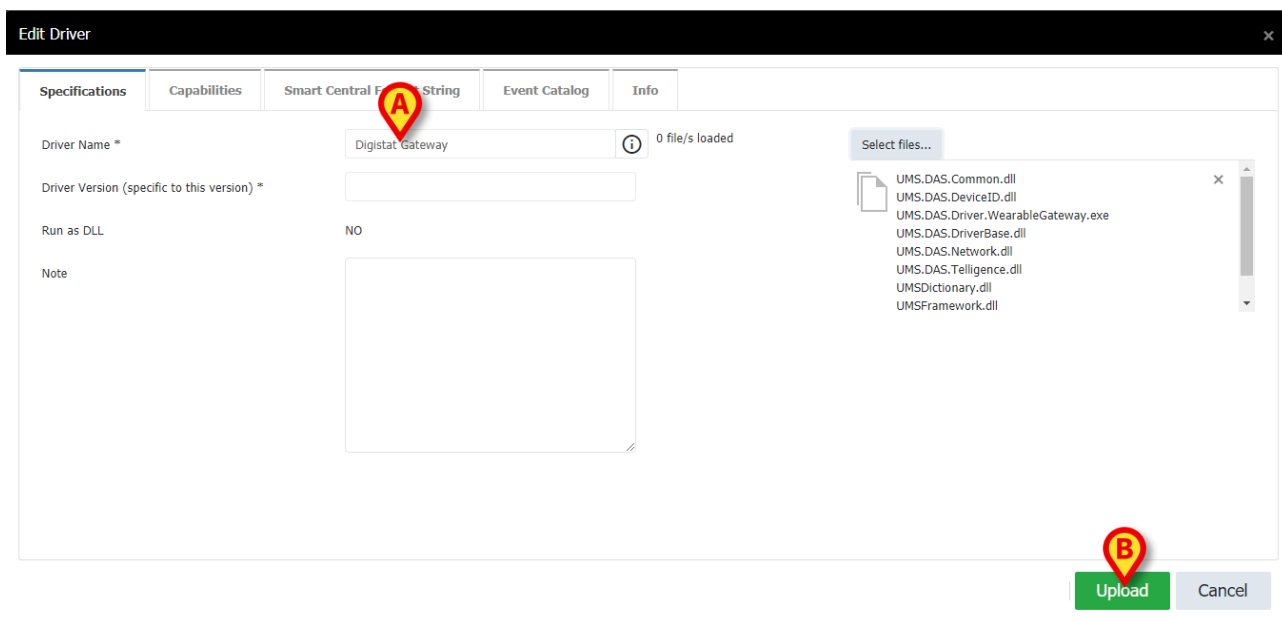 Edit Driver ×
Specifications Capabilities Smart Central String Event Catalog Info
A
Driver Name * Digistat Gateway 0 file/s loaded Select files...
Driver Version (specific to this version) *
Run as DLL NO
Note
UMS.DAS.Common.dll ×
UMS.DAS.DeviceID.dll
UMS.DAS.Driver.WearableGateway.exe
UMS.DAS.DriverBase.dll
UMS.DAS.Network.dll
UMS.DAS.Telligence.dll
UMSDictionary.dll
UMSFramework.dll
B
Upload Cancel